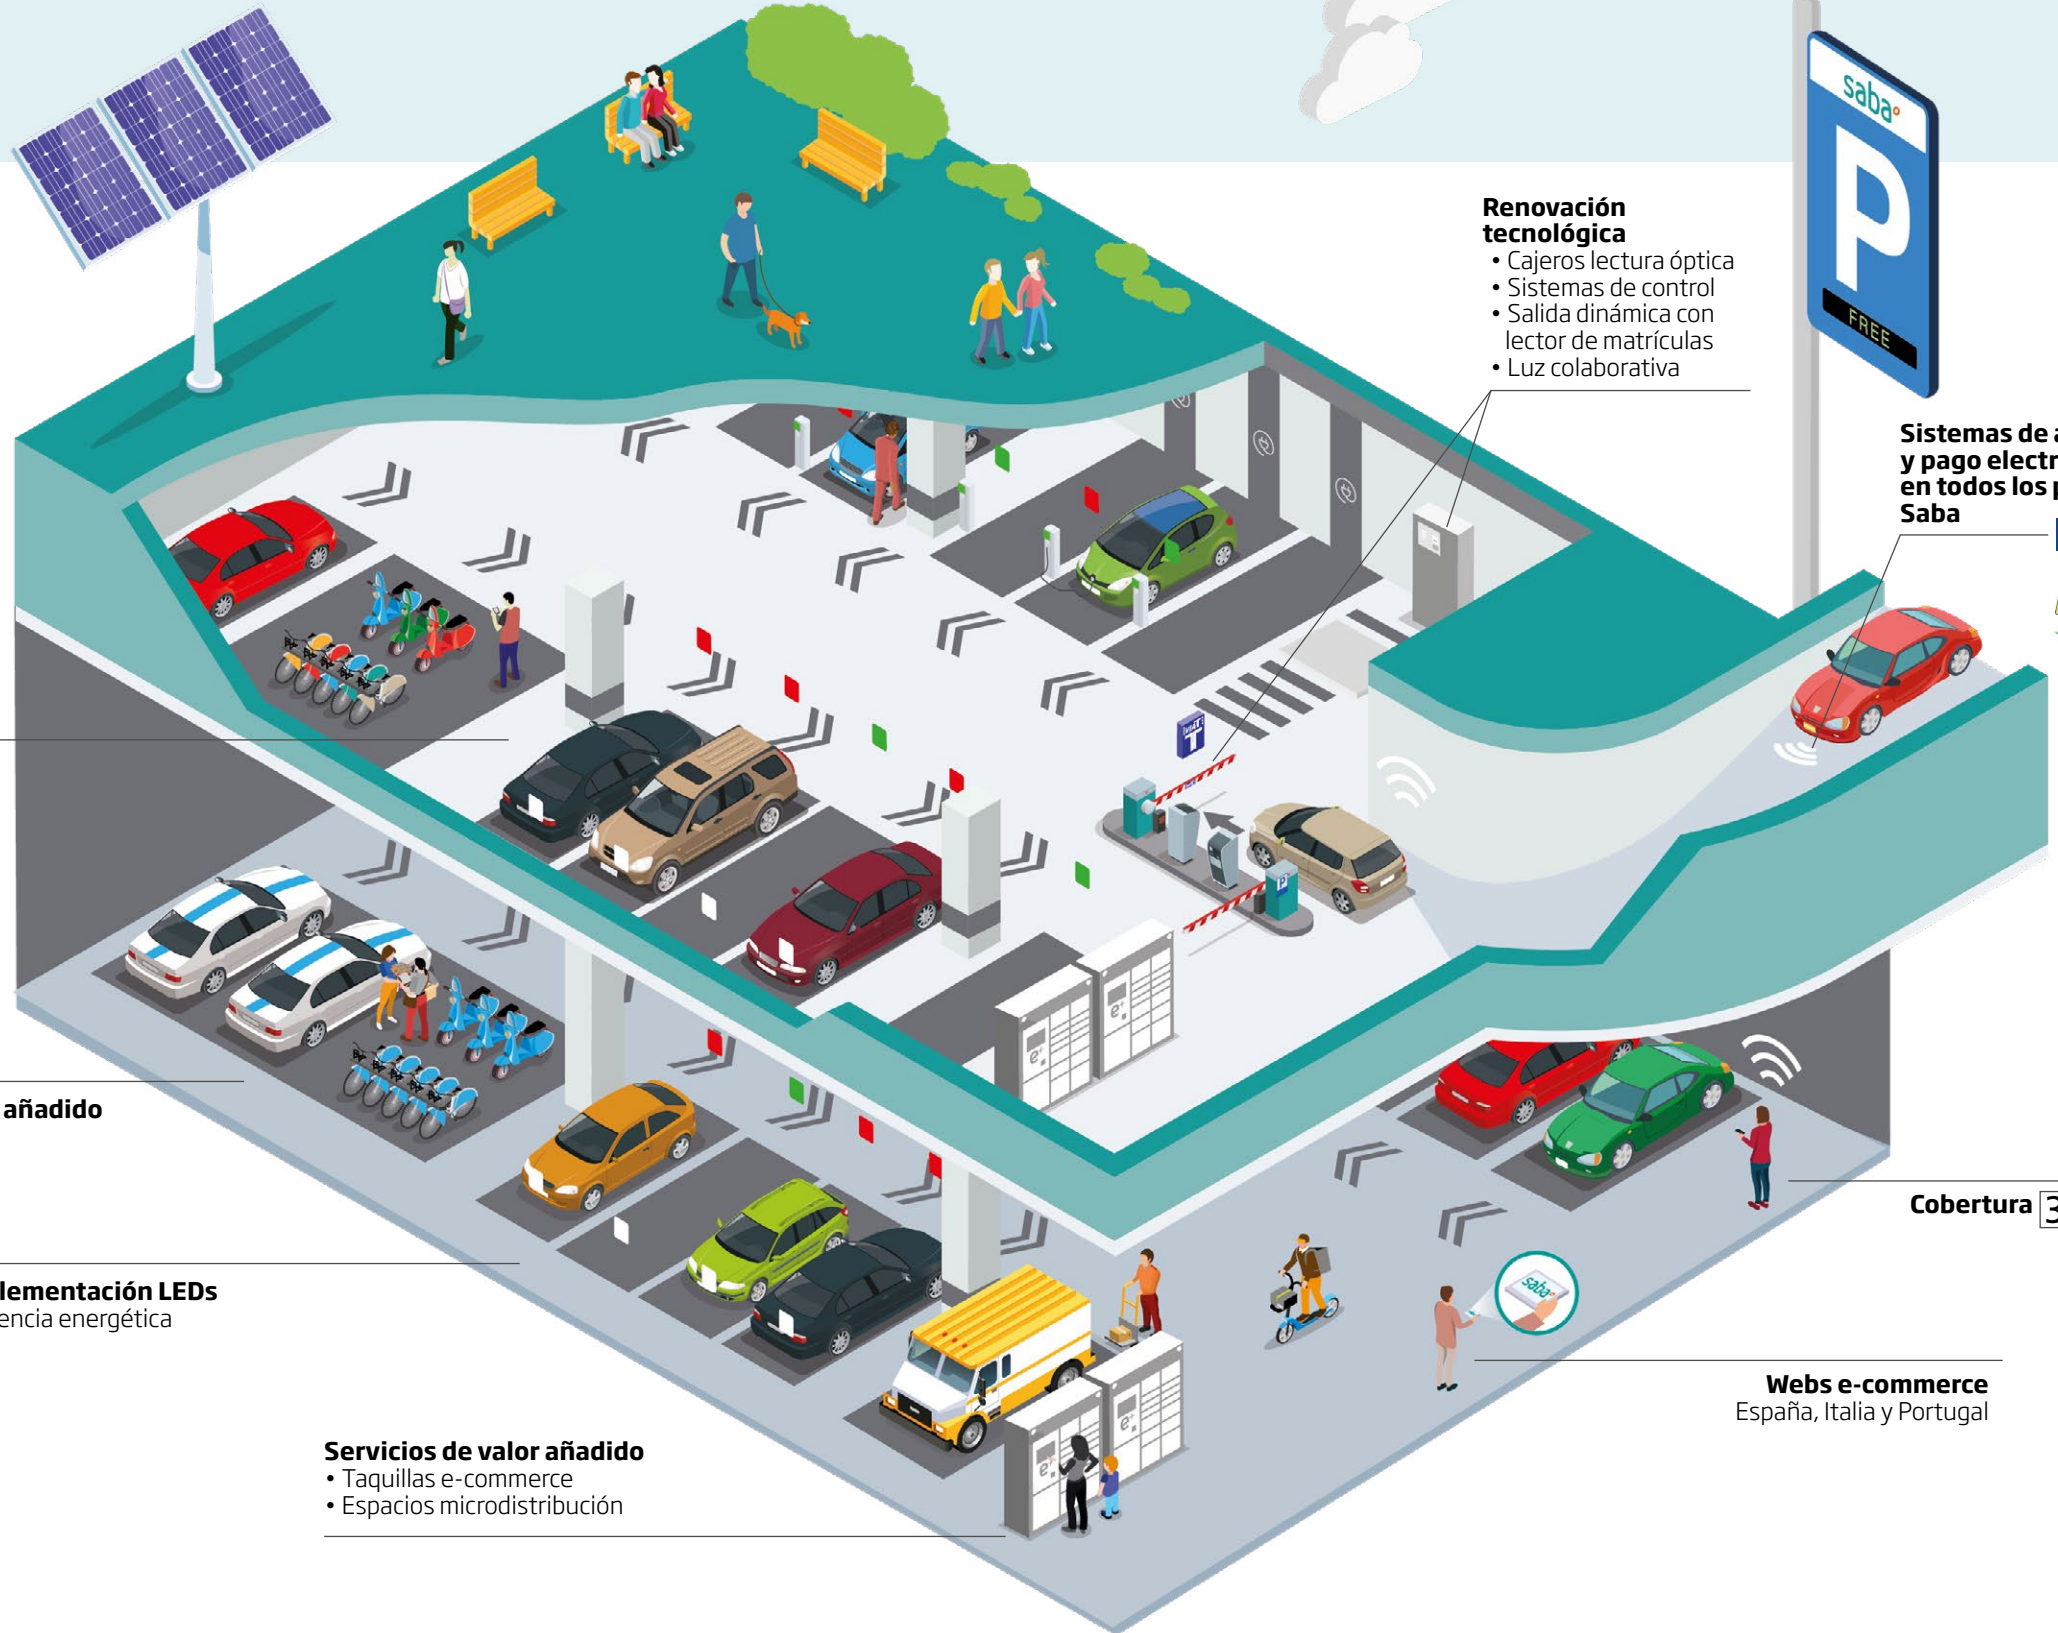 saba
P
FREE
Renovación
tecnológica
• Cajeros lectura óptica
• Sistemas de control
• Salida dinámica con
lector de matrículas
• Luz colaborativa
Sistemas de a
y pago electr
en todos los p
Saba
T
P
e+
e+
añadido
Cobertura 3
lementación LEDs
encia energética
saba
Webs e-commerce
España, Italia y Portugal
Servicios de valor añadido
• Taquillas e-commerce
• Espacios microdistribución
e+
e+